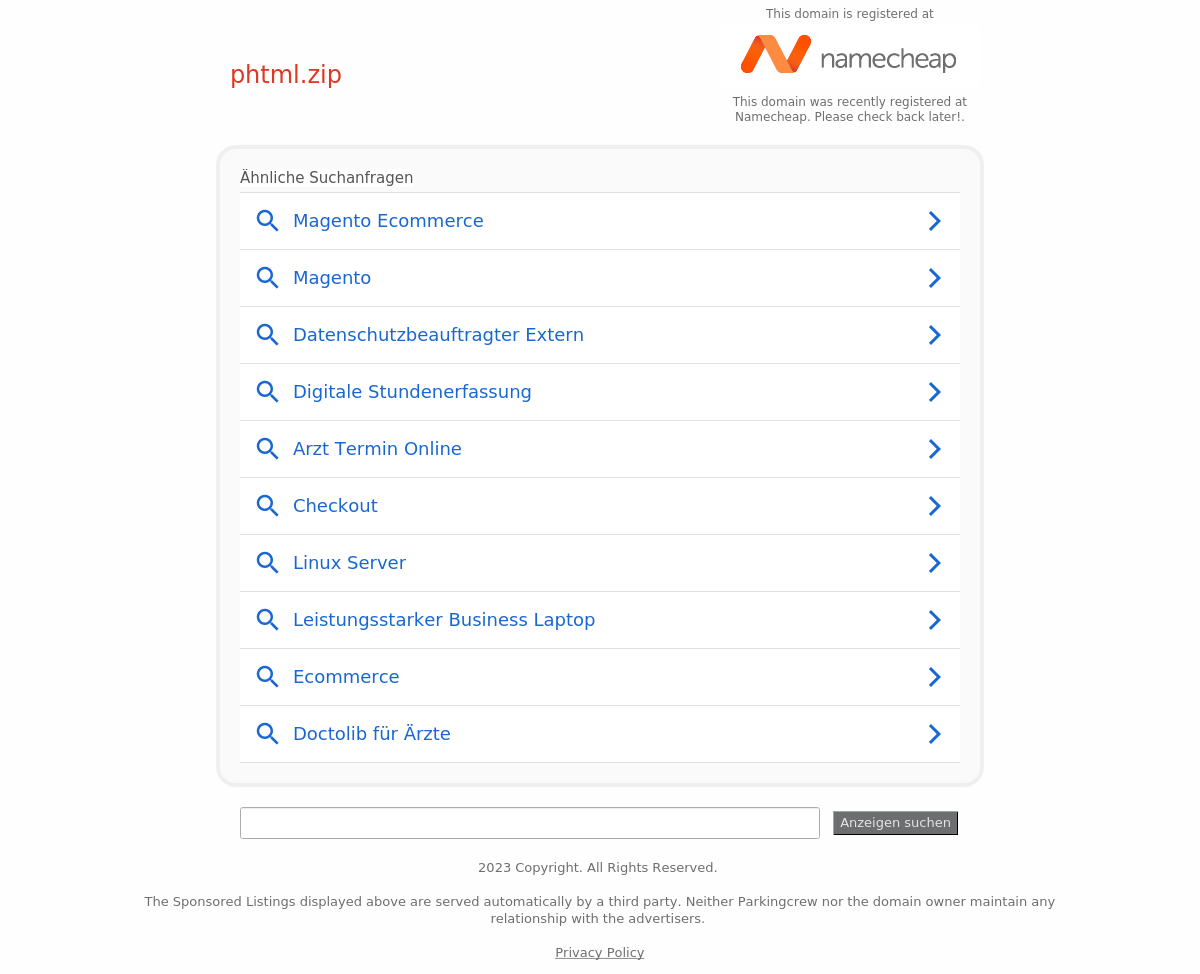 This domain is registered at
namecheap
phtml.zip
This domain was recently registered at
Namecheap. Please check back later!.
Ähnliche Suchanfragen
Magento Ecommerce
Magento
Datenschutzbeauftragter Extern
Digitale Stundenerfassung
Arzt Termin Online
Checkout
Linux Server
Leistungsstarker Business Laptop
Ecommerce
Doctolib für Ärzte
Anzeigen suchen
2023 Copyright. All Rights Reserved.
The Sponsored Listings displayed above are served automatically by a third party. Neither Parkingcrew nor the domain owner maintain any
relationship with the advertisers.
Privacy Policy